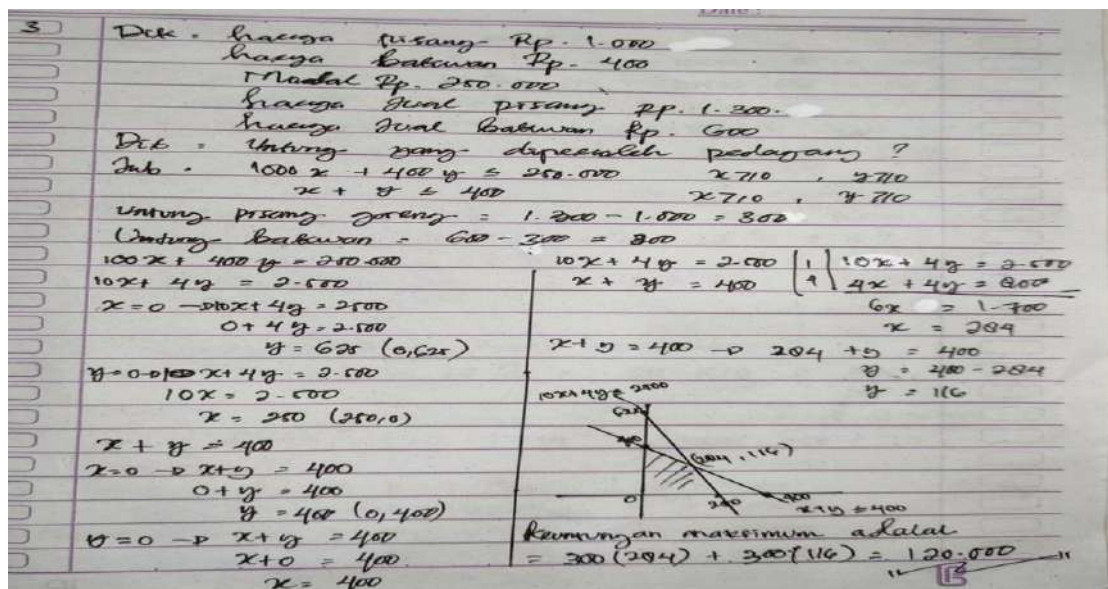 3 Dik : harga pisang Rp. 1.000
harga bakwan Rp. 400
Modal Rp. 250.000
harga jual pisang Rp. 1.300.
harga jual bakwan Rp. 600
Dit : Untung yang diperoleh pedagang ?
Jwb : 1000 x + 400 y ≤ 250.000 x ≥ 0 , y ≥ 0
x + y ≤ 400 x ≥ 0 , y ≥ 0
Untung pisang goreng = 1.300 - 1.000 = 300
Untung bakwan = 600 - 300 = 300
100 x + 400 y = 250.000
10x + 4y = 2.500
x = 0 → 10x + 4y = 2500
0 + 4y = 2.500
y = 625 (0,625)
y = 0 → x + 4y = 2.500
10x = 2.500
x = 250 (250,0)
x + y = 400
x = 0 → x + y = 400
0 + y = 400
y = 400 (0,400)
y = 0 → x + y = 400
x + 0 = 400
x = 400
10x + 4y = 2.500 | 1 | 10x + 4y = 2.500
x + y = 400 | 4 | 4x + 4y = 800
6x = 1.700
x = 284
x + y = 400 → 284 + y = 400
y = 400 - 284
y = 116
10x + 4y = 2500
625
400
(284, 116)
0 250 400
x + y = 400
Keuntungan maksimum adalah
= 300 (284) + 300 (116) = 120.000